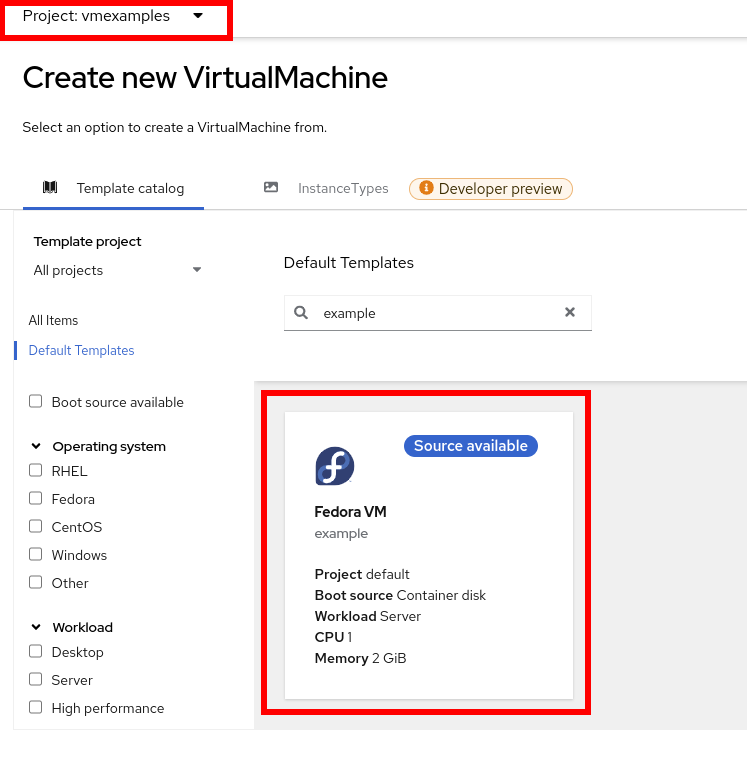 Project: vmexamples
Create new VirtualMachine
Select an option to create a VirtualMachine from.
Template catalog
InstanceTypes
Developer preview
Template project
All projects
All Items
Default Templates
Boot source available
Operating system
RHEL
Fedora
CentOS
Windows
Other
Workload
Desktop
Server
High performance
Default Templates
example
Source available
Fedora VM
example
Project default
Boot source Container disk
Workload Server
CPU 1
Memory 2 GiB